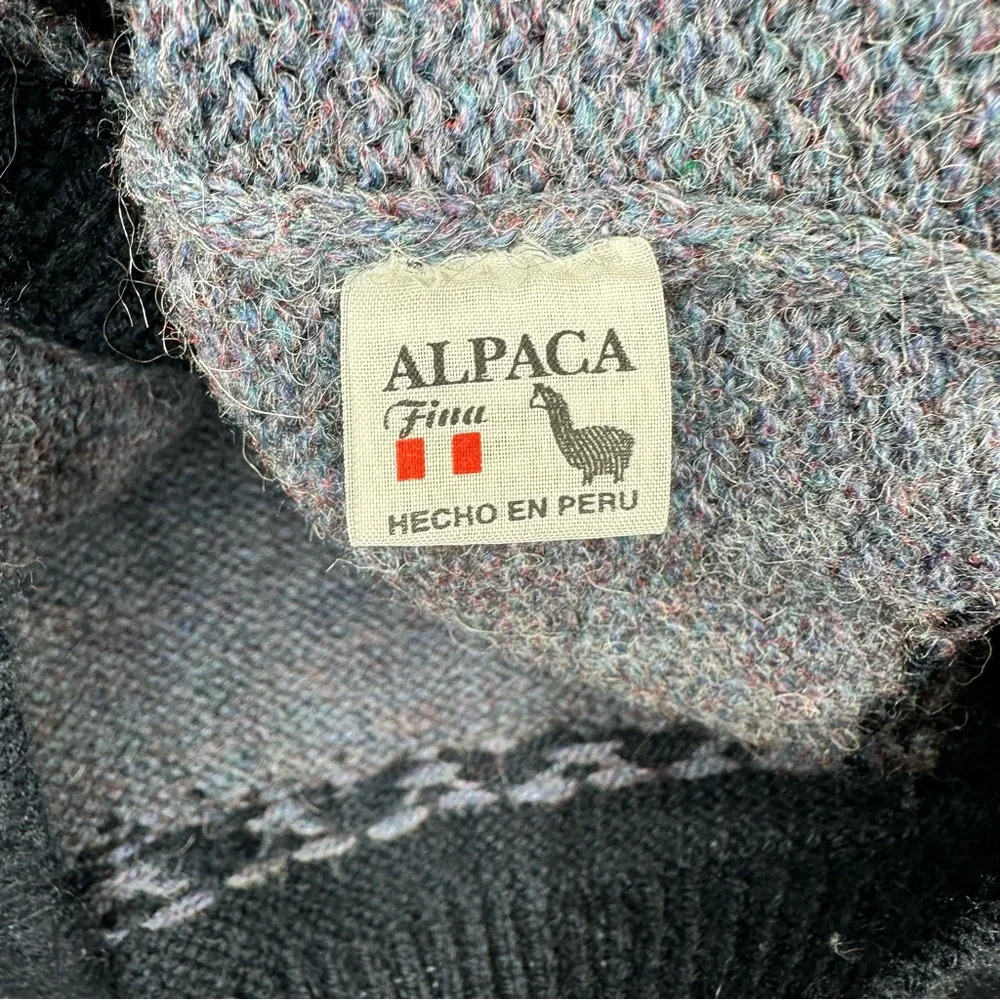 ALPACA
Fina
HECHO EN PERU